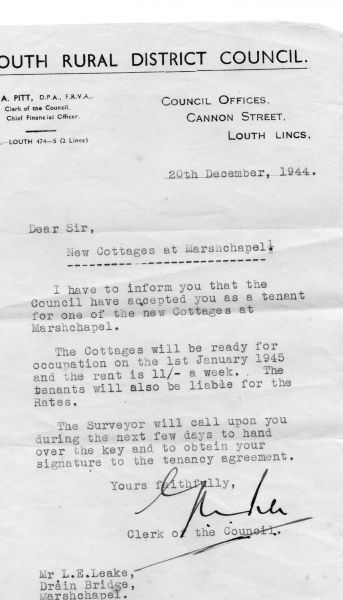 OUTH RURAL DISTRICT COUNCIL.
A. PITT, D.P.A., F.R.V.A.,
Clerk of the Council.
Chief Financial Officer.
LOUTH 474—5 (2 Lines)
COUNCIL OFFICES,
CANNON STREET,
LOUTH LINCS,
20th December, 1944.
Dear Sir,
New Cottages at Marshchapel.
I have to inform you that the
Council have accepted you as a tenant
for one of the new Cottages at
Marshchapel.
The Cottages will be ready for
occupation on the 1st January 1945
and the rent is 11/- a week. The
tenants will also be liable for the
Rates.
The Surveyor will call upon you
during the next few days to hand
over the key and to obtain your
signature to the tenancy agreement.
Yours faithfully,
Clerk of the Council.
Mr L.E.Leake,
Drain Bridge,
Marshchapel.